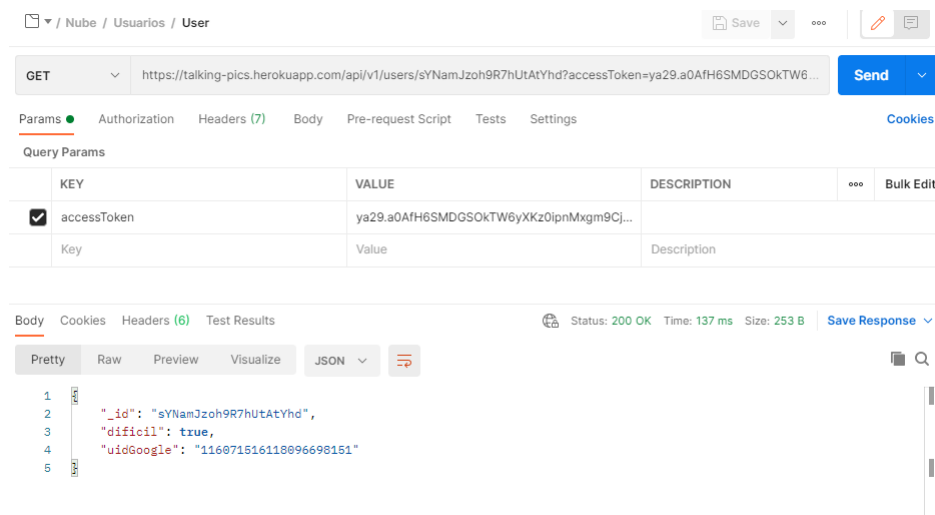 / Nube / Usuarios / User
Save
GET https://talking-pics.herokuapp.com/api/v1/users/sYNamJzoh9R7hUtAtYhd?accessToken=ya29.a0AfH6SMDGSOkTW6... Send
Params Authorization Headers (7) Body Pre-request Script Tests Settings Cookies
Query Params
KEY VALUE DESCRIPTION Bulk Edit
accessToken ya29.a0AfH6SMDGSOkTW6yXKz0ipnMxgm9Cj...
Key Value Description
Body Cookies Headers (6) Test Results Status: 200 OK Time: 137 ms Size: 253 B Save Response
Pretty Raw Preview Visualize JSON
1 {
2 "_id": "sYNamJzoh9R7hUtAtYhd",
3 "dificil": true,
4 "uidGoogle": "116071516118096698151"
5 }